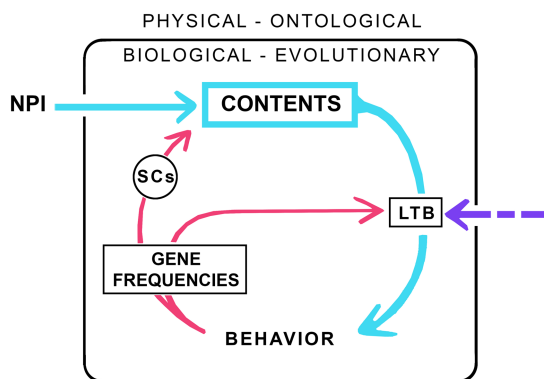 PHYSICAL - ONTOLOGICAL
BIOLOGICAL - EVOLUTIONARY
NPI
CONTENTS
SCs
LTB
GENE
FREQUENCIES
BEHAVIOR